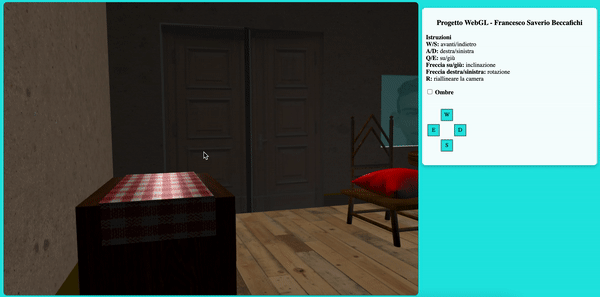 Progetto WebGL - Francesco Saverio Beccafichi
Istruzioni
W/S: avanti/indietro
A/D: destra/sinistra
Q/E: su/giù
Freccia su/giù: inclinazione
Freccia destra/sinistra: rotazione
R: riallineare la camera
Ombre
W
E D
S